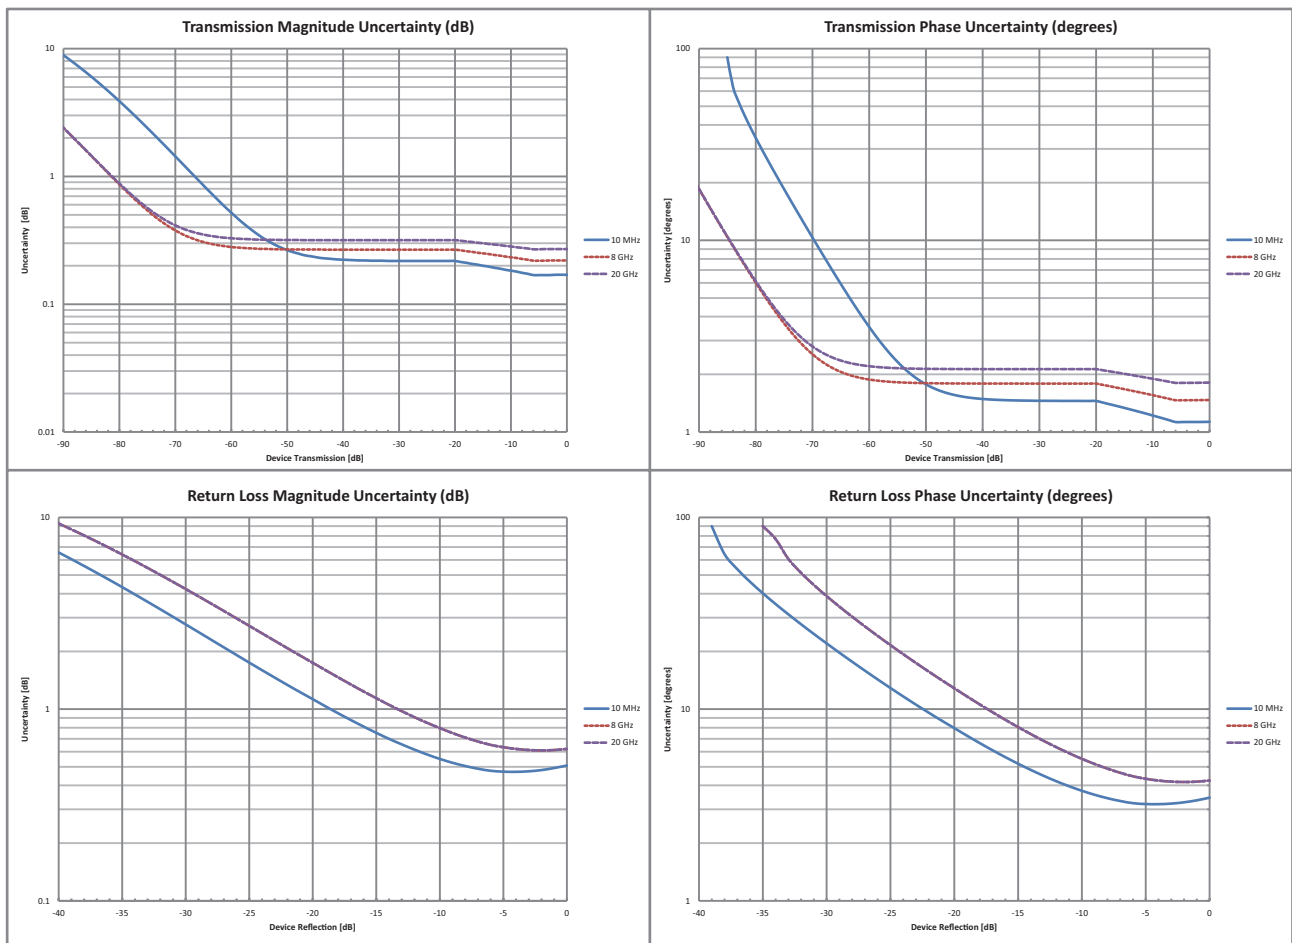 Transmission Magnitude Uncertainty (dB)
10
1
0.1
0.01
Uncertainty [dB]
-90 -80 -70 -60 -50 -40 -30 -20 -10 0
Device Transmission [dB]
10 MHz
8 GHz
20 GHz
Transmission Phase Uncertainty (degrees)
100
10
1
Uncertainty [degrees]
-90 -80 -70 -60 -50 -40 -30 -20 -10 0
Device Transmission [dB]
10 MHz
8 GHz
20 GHz
Return Loss Magnitude Uncertainty (dB)
10
1
0.1
Uncertainty [dB]
-40 -35 -30 -25 -20 -15 -10 -5 0
Device Reflection [dB]
10 MHz
8 GHz
20 GHz
Return Loss Phase Uncertainty (degrees)
100
10
1
Uncertainty [degrees]
-40 -35 -30 -25 -20 -15 -10 -5 0
Device Reflection [dB]
10 MHz
8 GHz
20 GHz